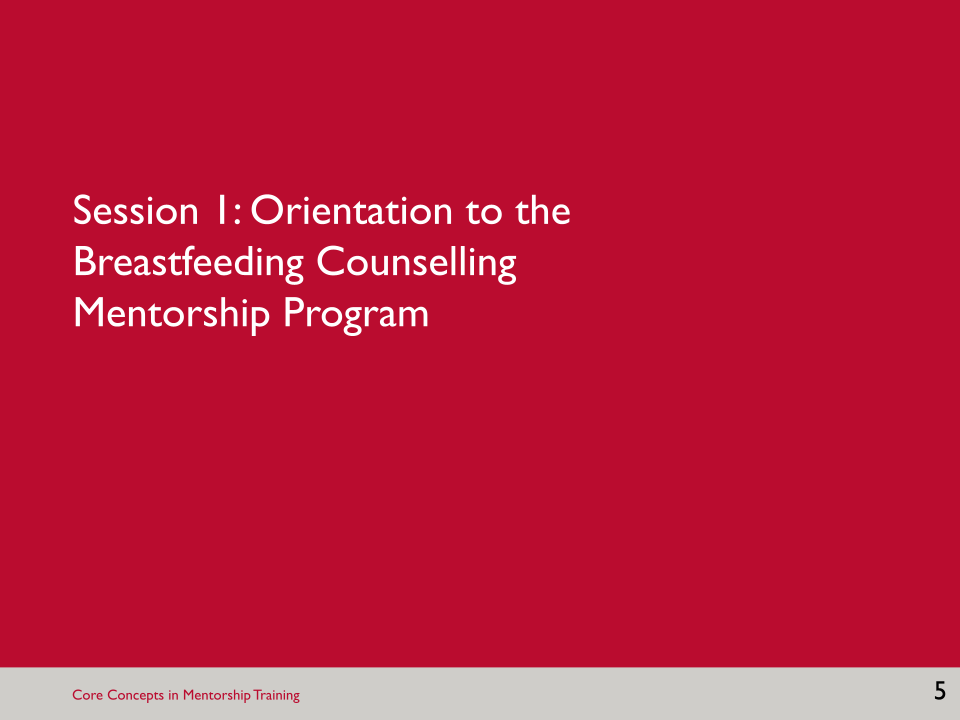 Session 1: Orientation to the
Breastfeeding Counselling
Mentorship Program
Core Concepts in Mentorship Training
5